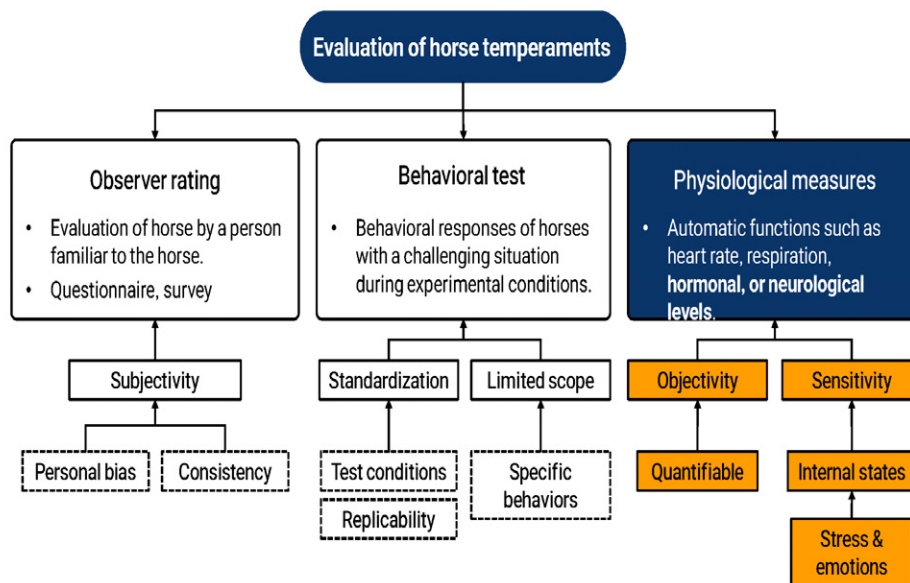 Evaluation of horse temperaments
Observer rating
• Evaluation of horse by a person
familiar to the horse.
• Questionnaire, survey
Behavioral test
• Behavioral responses of horses
with a challenging situation
during experimental conditions.
Physiological measures
• Automatic functions such as
heart rate, respiration,
hormonal, or neurological
levels.
Subjectivity
Personal bias
Consistency
Standardization
Limited scope
Test conditions
Replicability
Specific
behaviors
Objectivity
Sensitivity
Quantifiable
Internal states
Stress &
emotions